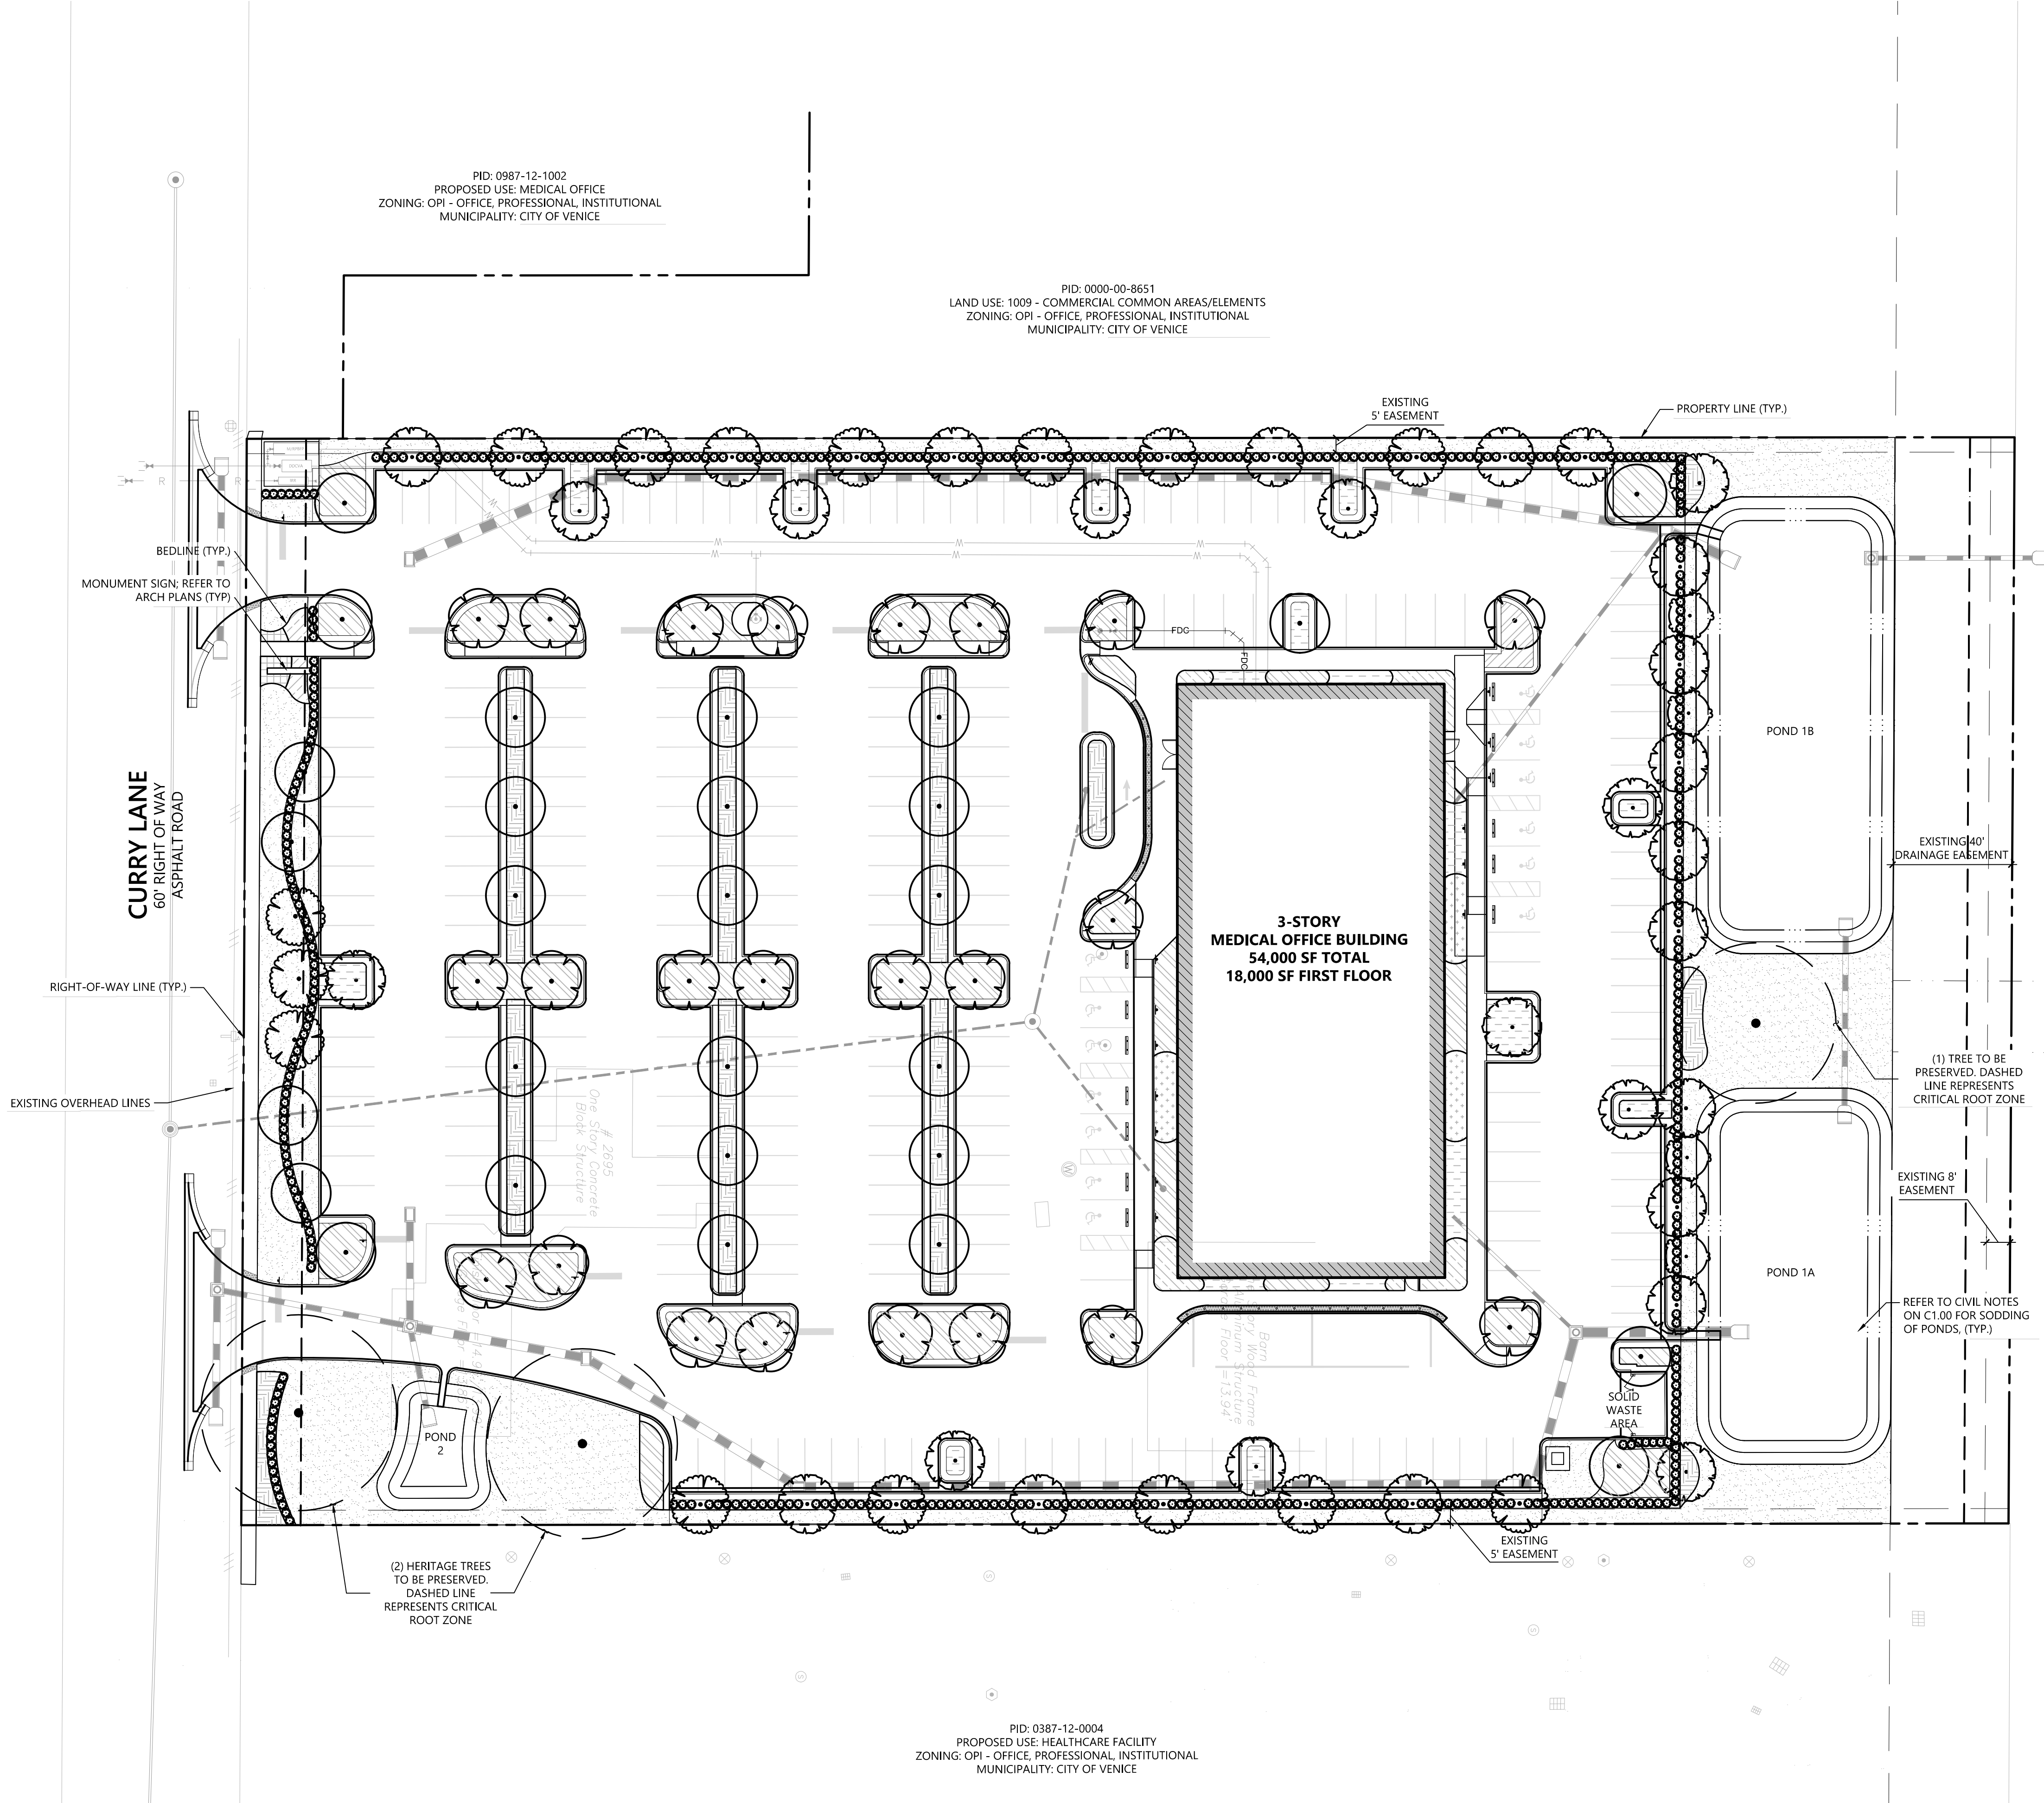 PID: 0987-12-1002
PROPOSED USE: MEDICAL OFFICE
ZONING: OPI - OFFICE, PROFESSIONAL, INSTITUTIONAL
MUNICIPALITY: CITY OF VENICE
PID: 0000-00-8651
LAND USE: 1009 - COMMERCIAL COMMON AREAS/ELEMENTS
ZONING: OPI - OFFICE, PROFESSIONAL, INSTITUTIONAL
MUNICIPALITY: CITY OF VENICE
EXISTING
5' EASEMENT
PROPERTY LINE (TYP.)
R
R
BEDLINE (TYP.)
MONUMENT SIGN; REFER TO
ARCH PLANS (TYP)
W
W
W
W
W
W
FDC
FDC
POND 1B
CURRY LANE
60' RIGHT OF WAY
ASPHALT ROAD
EXISTING 40'
DRAINAGE EASEMENT
3-STORY
MEDICAL OFFICE BUILDING
54,000 SF TOTAL
18,000 SF FIRST FLOOR
RIGHT-OF-WAY LINE (TYP.)
(1) TREE TO BE
PRESERVED. DASHED
LINE REPRESENTS
CRITICAL ROOT ZONE
EXISTING OVERHEAD LINES
# 2695
One Story Concrete
Block Structure
W
EXISTING 8'
EASEMENT
POND 1A
REFER TO CIVIL NOTES
ON C1.00 FOR SODDING
OF PONDS, (TYP.)
Barn
Story Wood Frame
Structure
Floor=13.94'
SOLID
WASTE
AREA
POND
2
EXISTING
5' EASEMENT
(2) HERITAGE TREES
TO BE PRESERVED.
DASHED LINE
REPRESENTS CRITICAL
ROOT ZONE
PID: 0387-12-0004
PROPOSED USE: HEALTHCARE FACILITY
ZONING: OPI - OFFICE, PROFESSIONAL, INSTITUTIONAL
MUNICIPALITY: CITY OF VENICE